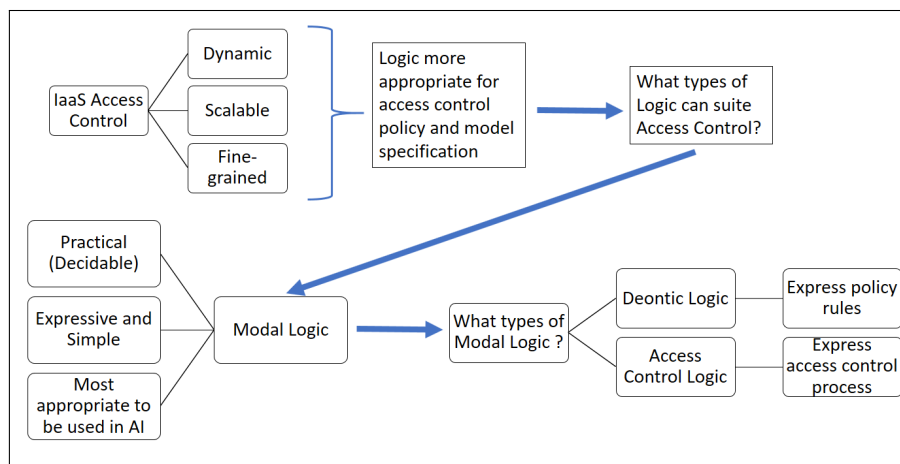 IaaS Access
Control
Dynamic
Scalable
Fine-
grained
Logic more
appropriate for
access control
policy and model
specification
What types of
Logic can suite
Access Control?
Practical
(Decidable)
Expressive and
Simple
Most
appropriate to
be used in AI
Modal Logic
What types of
Modal Logic ?
Deontic Logic
Express policy
rules
Access
Control Logic
Express
access control
process